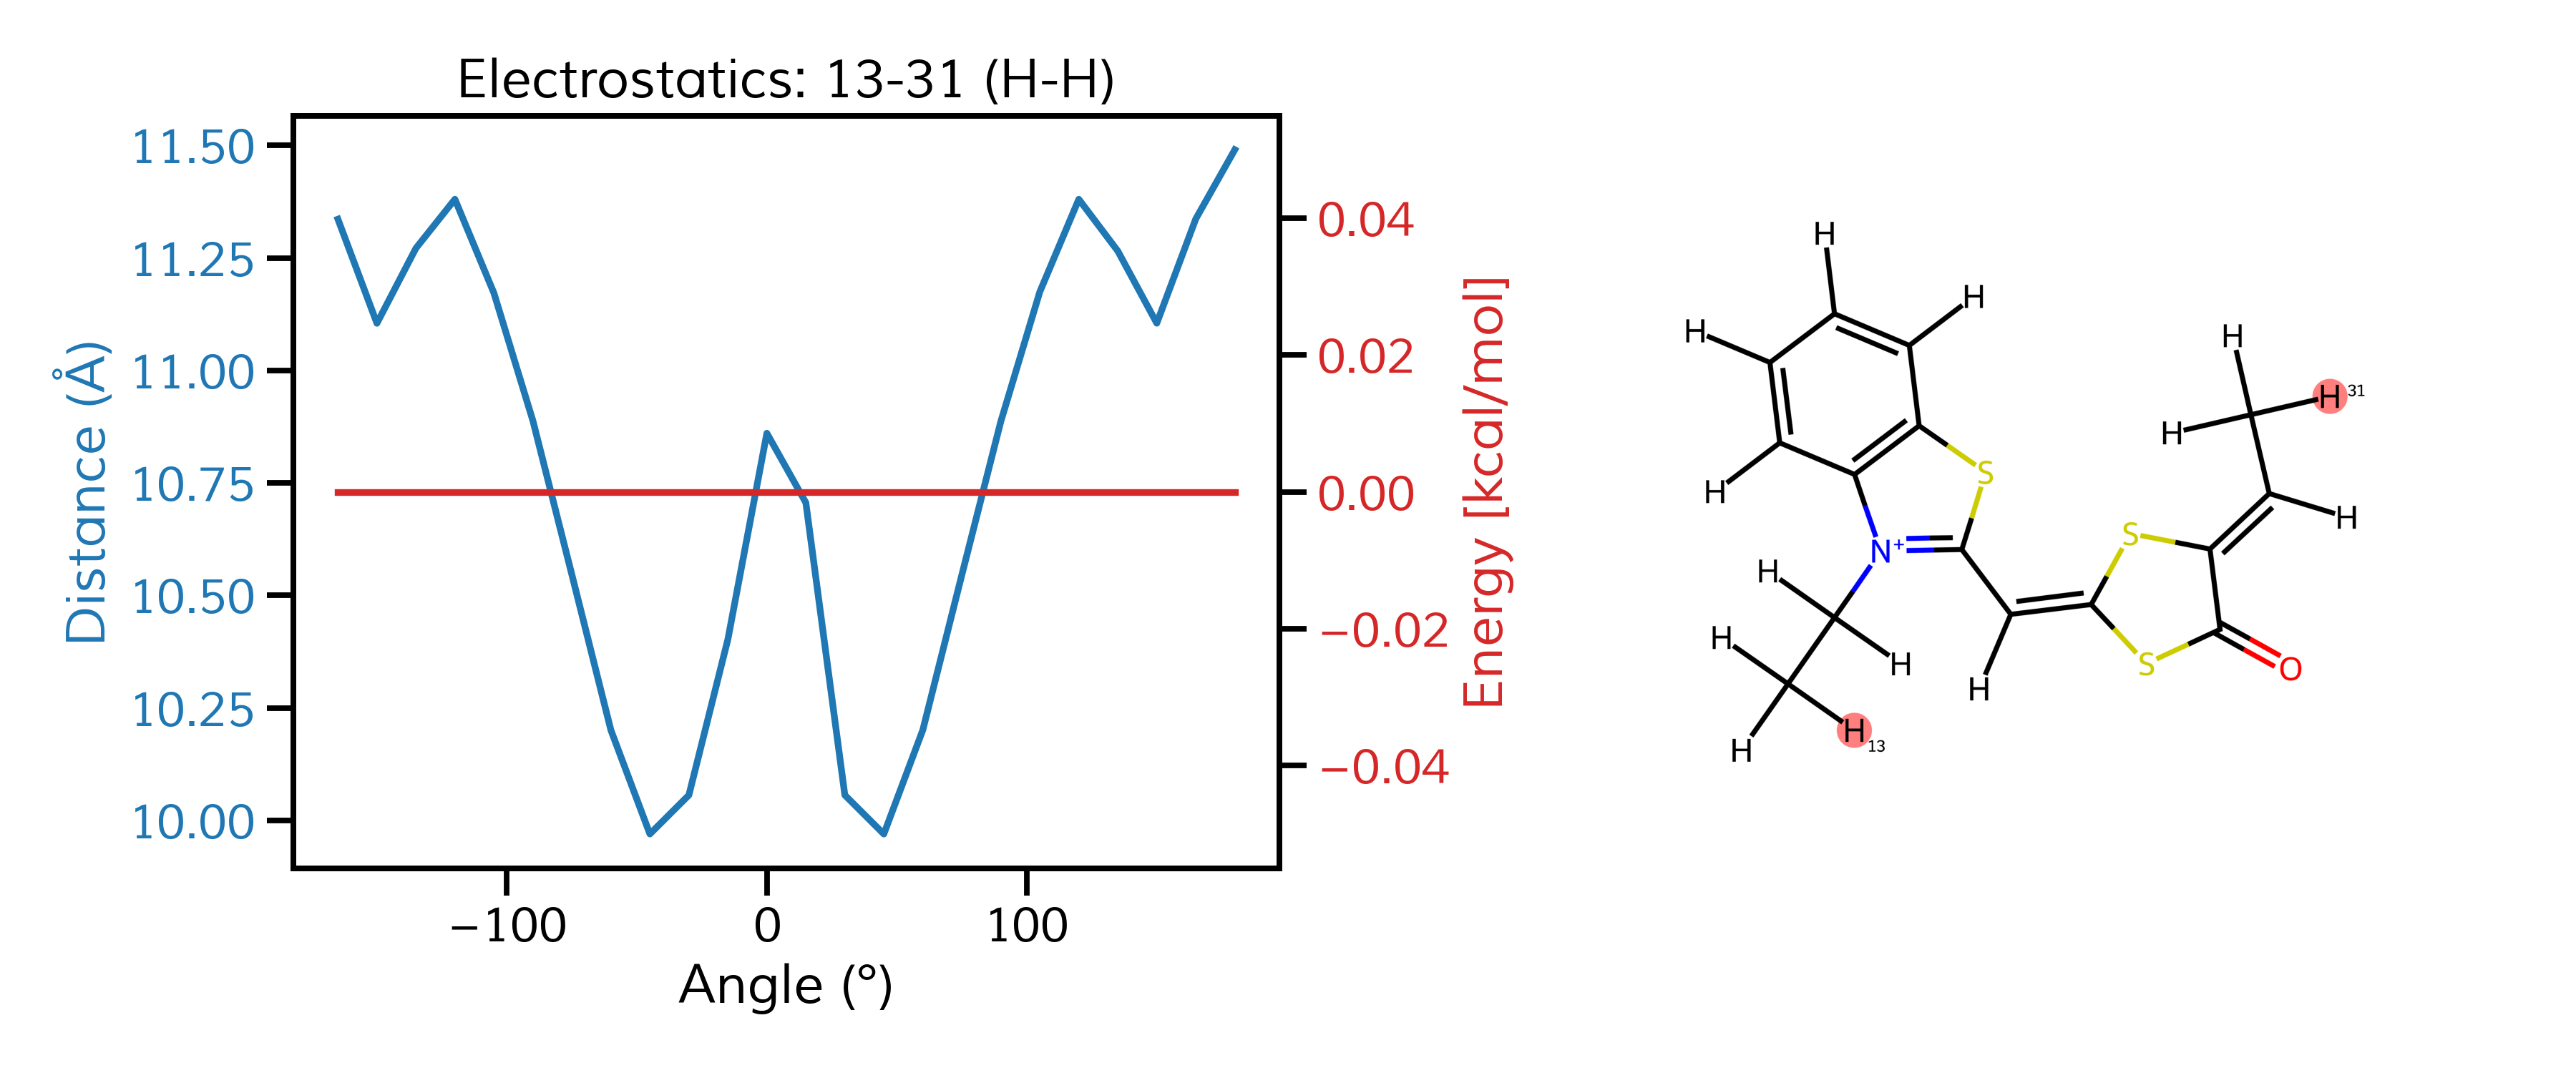 Electrostatics: 13-31 (H-H)
11.50
11.25
11.00
10.75
10.50
10.25
10.00
Distance (Å)
0.04
0.02
0.00
−0.02
−0.04
Energy [kcal/mol]
−100 0 100
Angle (°)
H
H
H
H
H
H 31
H
S
H
H
S
N+
H
H
H
S
H
O
H 13
H